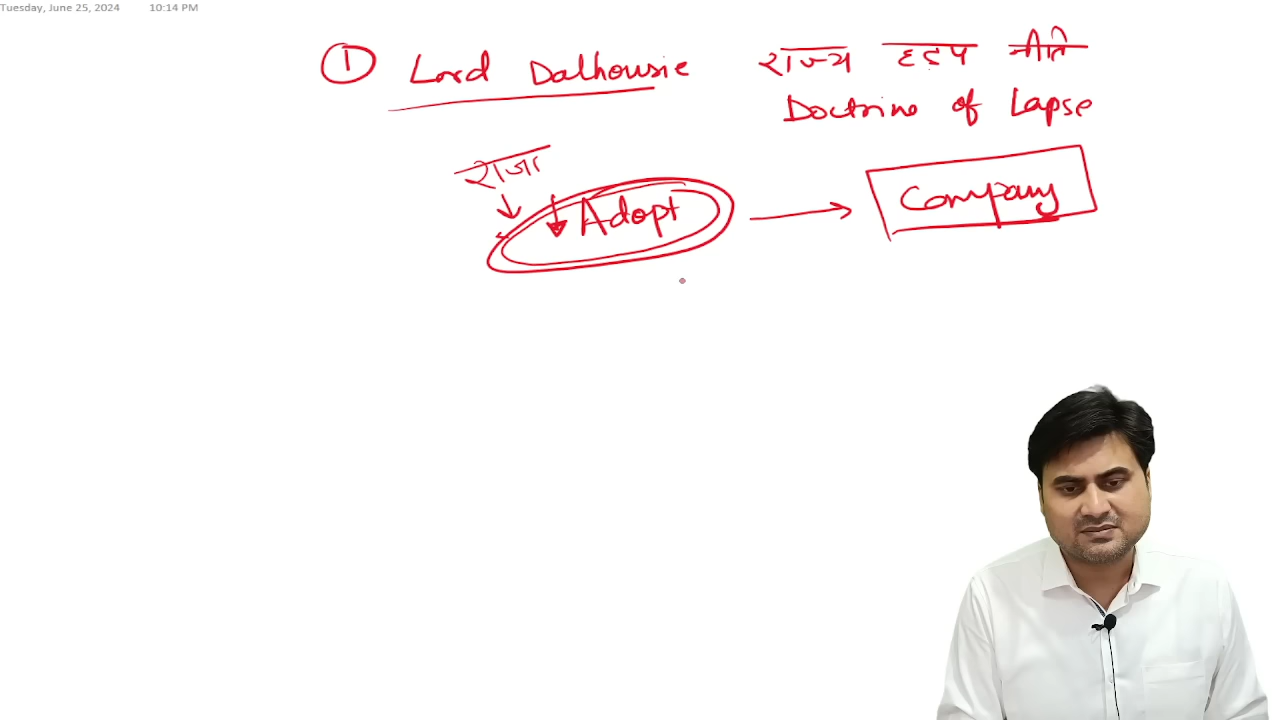 Tuesday, June 25, 2024 10:14 PM
① Lord Dalhousie राज्य हड़प नीति
Doctrine of Lapse
राजा
Adopt → Company